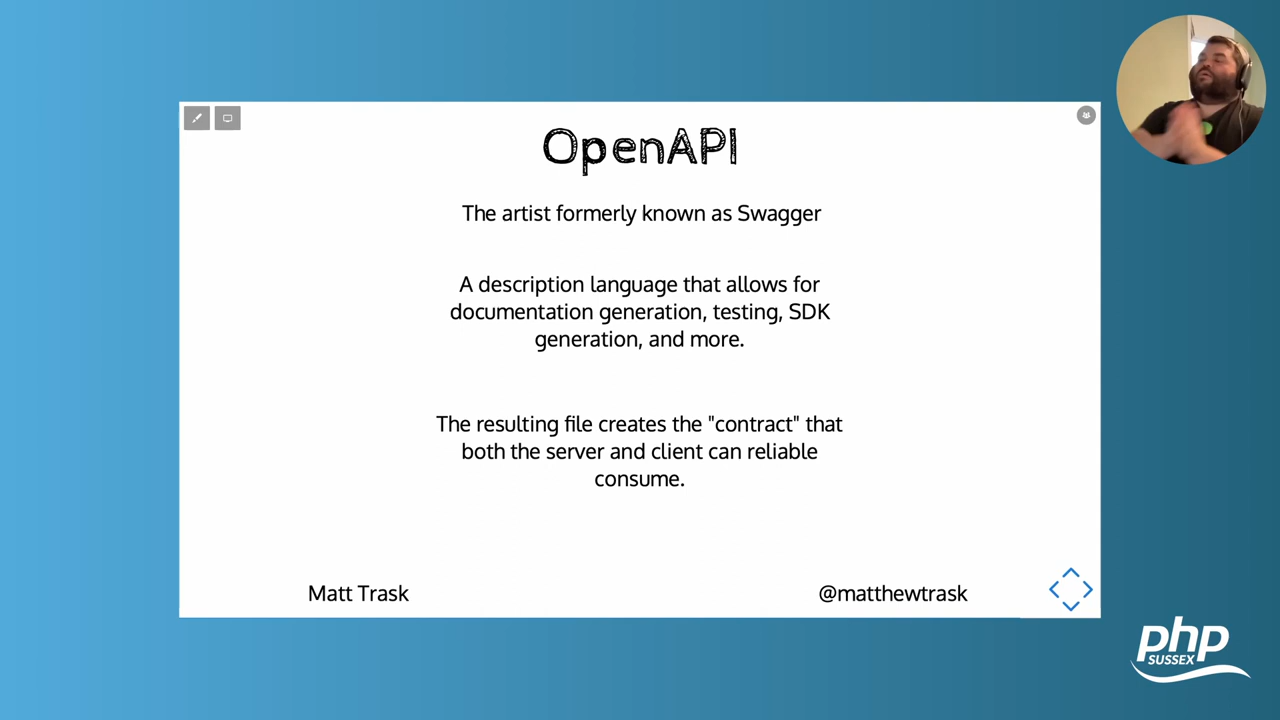 OpenAPI
The artist formerly known as Swagger
A description language that allows for
documentation generation, testing, SDK
generation, and more.
The resulting file creates the "contract" that
both the server and client can reliable
consume.
Matt Trask
@matthewtrask
php
SUSSEX